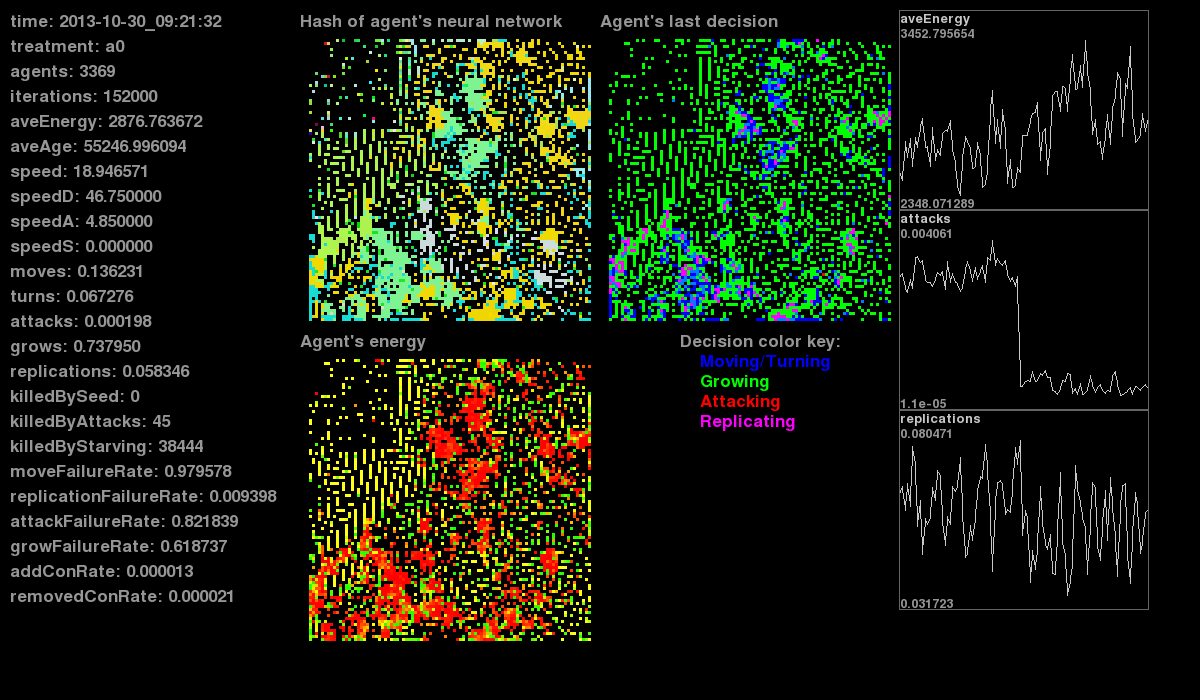 time: 2013-10-30_09:21:32
treatment: a0
agents: 3369
iterations: 152000
aveEnergy: 2876.763672
aveAge: 55246.996094
speed: 18.946571
speedD: 46.750000
speedA: 4.850000
speedS: 0.000000
moves: 0.136231
turns: 0.067276
attacks: 0.000198
grows: 0.737950
replications: 0.058346
killedBySeed: 0
killedByAttacks: 45
killedByStarving: 38444
moveFailureRate: 0.979578
replicationFailureRate: 0.009398
attackFailureRate: 0.821839
growFailureRate: 0.618737
addConRate: 0.000013
removedConRate: 0.000021
Hash of agent's neural network
Agent's last decision
Agent's energy
Decision color key:
Moving/Turning
Growing
Attacking
Replicating
aveEnergy
3452.795654
2348.071289
attacks
0.004061
1.1e-05
replications
0.080471
0.031723